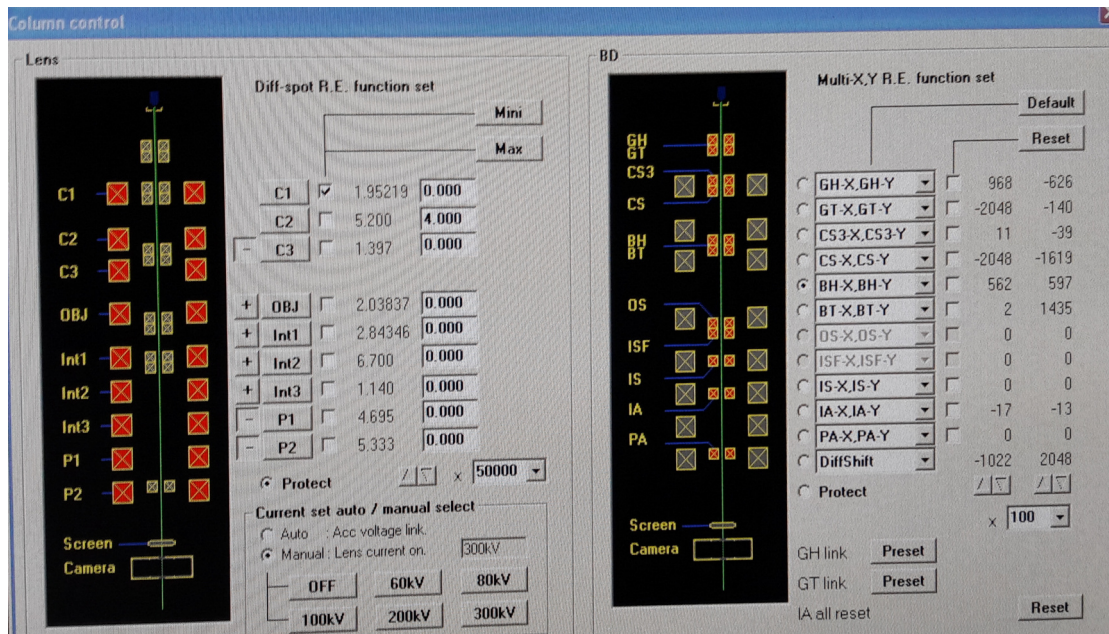 Column control
Lens
Diff-spot R.E. function set
Mini
Max
C1
C2
C3
OBJ
Int1
Int2
Int3
P1
P2
Screen
Camera
C1 1.95219 0.000
C2 5.200 4.000
- C3 1.397 0.000
+ OBJ 2.03837 0.000
+ Int1 2.84346 0.000
+ Int2 6.700 0.000
+ Int3 1.140 0.000
- P1 4.695 0.000
- P2 5.333 0.000
Protect x 50000
Current set auto / manual select
Auto : Acc voltage link.
Manual : Lens current on. 300kV
OFF 60kV 80kV
100kV 200kV 300kV
BD
Multi-X,Y R.E. function set
Default
Reset
GH
GT
CS3
CS
BH
BT
OS
ISF
IS
IA
PA
Screen
Camera
GH-X,GH-Y 968 -626
GT-X,GT-Y -2048 -140
CS3-X,CS3-Y 11 -39
CS-X,CS-Y -2048 -1619
BH-X,BH-Y 562 597
BT-X,BT-Y 2 1435
OS-X,OS-Y 0 0
ISF-X,ISF-Y 0 0
IS-X,IS-Y 0 0
IA-X,IA-Y -17 -13
PA-X,PA-Y 0 0
DiffShift -1022 2048
Protect
x 100
GH link Preset
GT link Preset
IA all reset Reset